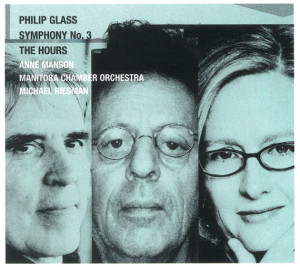 PHILIP GLASS
SYMPHONY No. 3
THE HOURS
ANNE MANSON
MANITOBA CHAMBER ORCHESTRA
MICHAEL RIESMAN